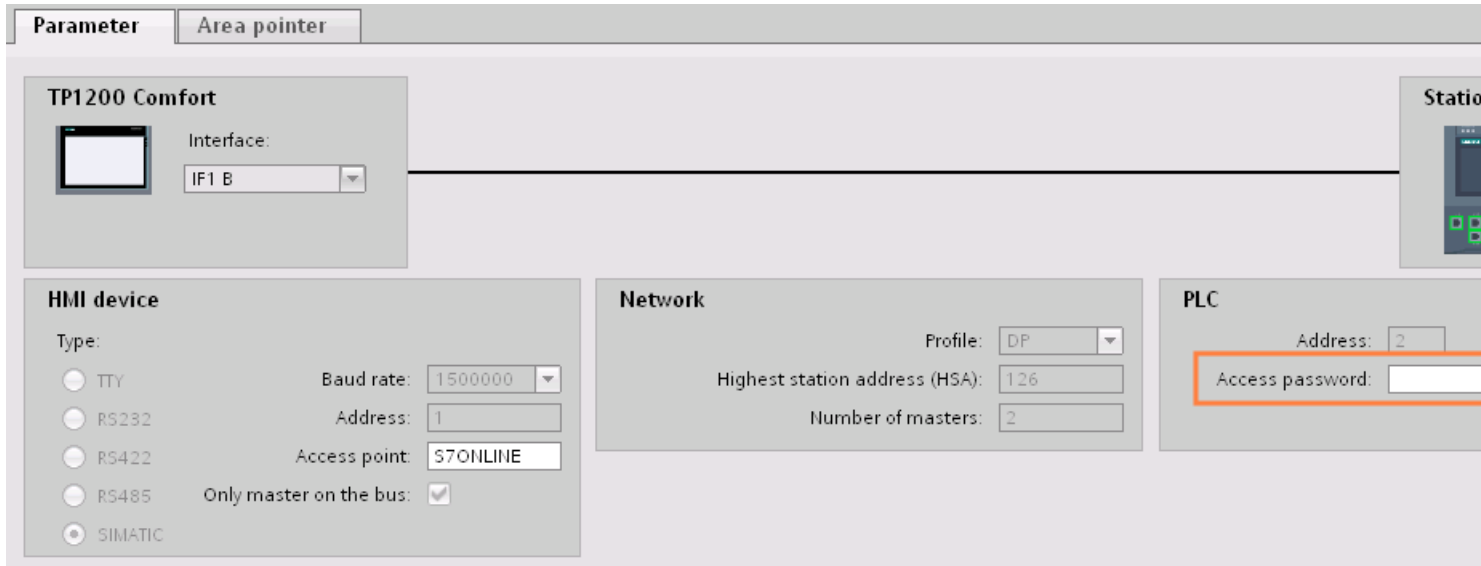 Parameter
Area pointer
TP1200 Comfort
Interface:
IF1 B
HMI device
Type:
TTY
RS232
RS422
RS485
SIMATIC
Baud rate: 1500000
Address: 1
Access point: S7ONLINE
Only master on the bus:
Network
Profile: DP
Highest station address (HSA): 126
Number of masters: 2
PLC
Address: 2
Access password: